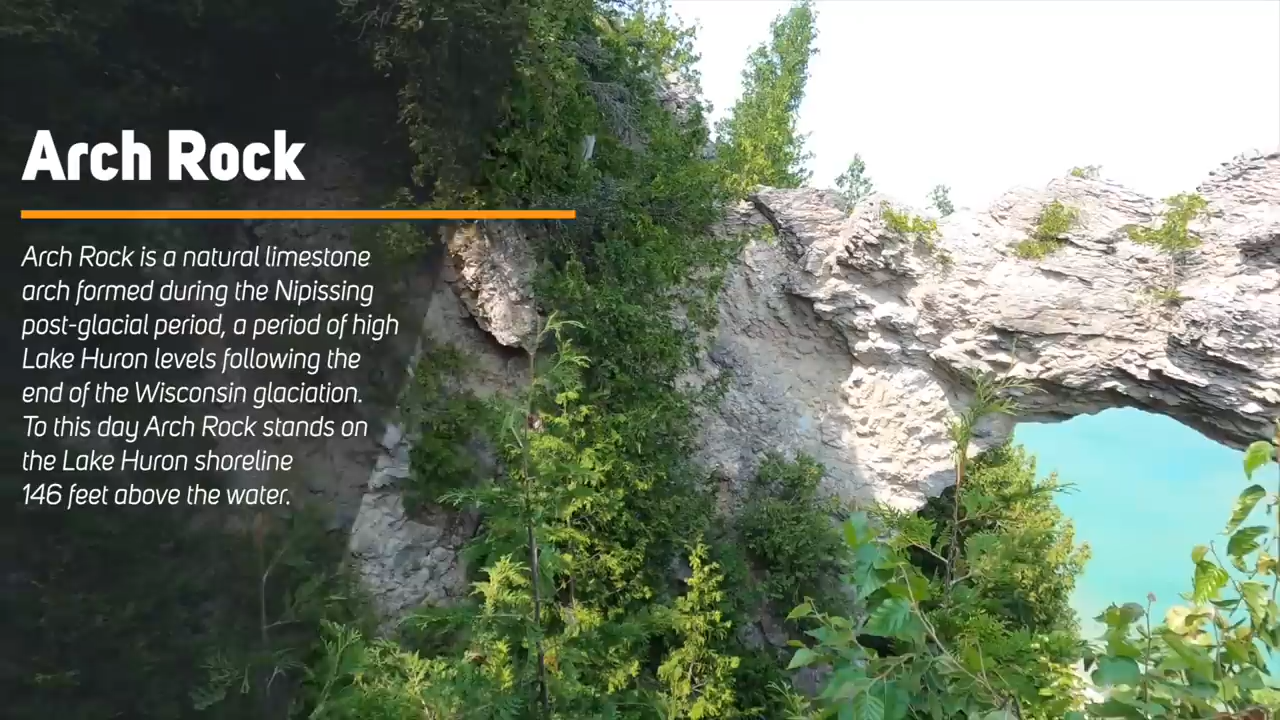 Arch Rock
Arch Rock is a natural limestone
arch formed during the Nipissing
post-glacial period, a period of high
Lake Huron levels following the
end of the Wisconsin glaciation.
To this day Arch Rock stands on
the Lake Huron shoreline
146 feet above the water.